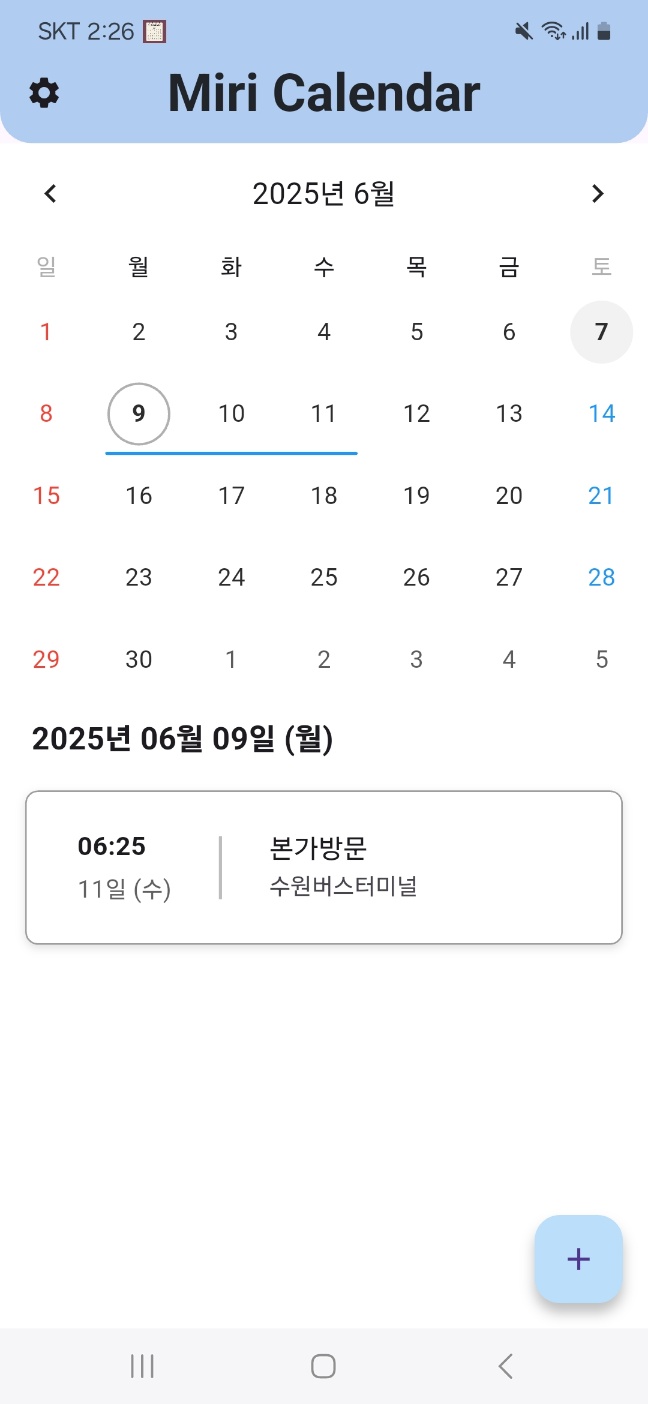 SKT 2:26
Miri Calendar
2025년 6월
일 월 화 수 목 금 토
1 2 3 4 5 6 7
8 9 10 11 12 13 14
15 16 17 18 19 20 21
22 23 24 25 26 27 28
29 30 1 2 3 4 5
2025년 06월 09일 (월)
06:25 본가방문
11일 (수) 수원버스터미널